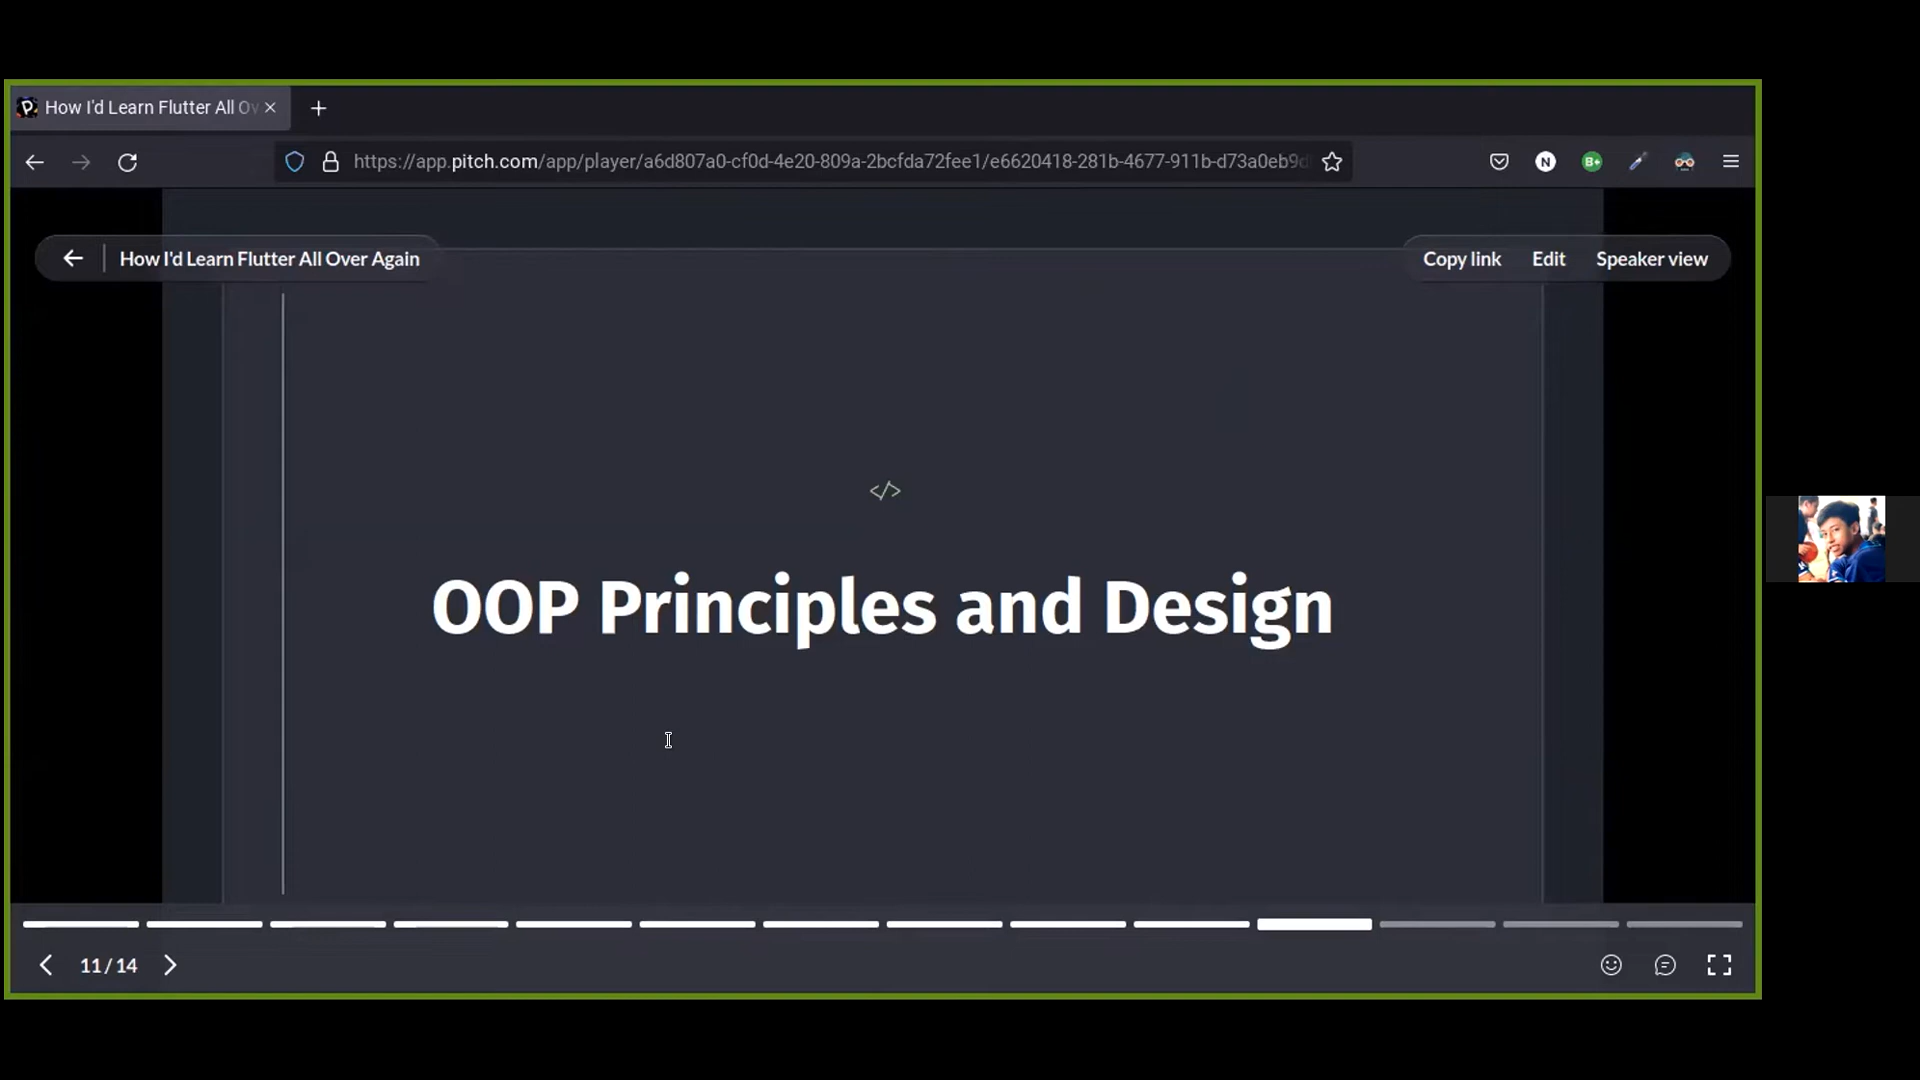 How I'd Learn Flutter All Ov
https://app.pitch.com/app/player/a6d807a0-cf0d-4e20-809a-2bcfda72fee1/e6620418-281b-4677-911b-d73a0eb9d
N
B+
How I'd Learn Flutter All Over Again
Copy link
Edit
Speaker view
</>
OOP Principles and Design
11 / 14